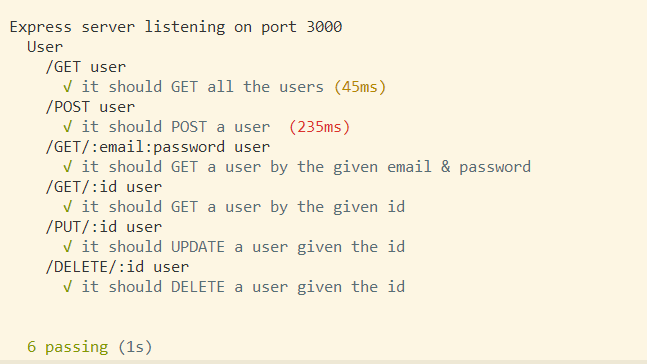 Express server listening on port 3000
User
/GET user
√ it should GET all the users (45ms)
/POST user
√ it should POST a user (235ms)
/GET/:email:password user
√ it should GET a user by the given email & password
/GET/:id user
√ it should GET a user by the given id
/PUT/:id user
√ it should UPDATE a user given the id
/DELETE/:id user
√ it should DELETE a user given the id
6 passing (1s)